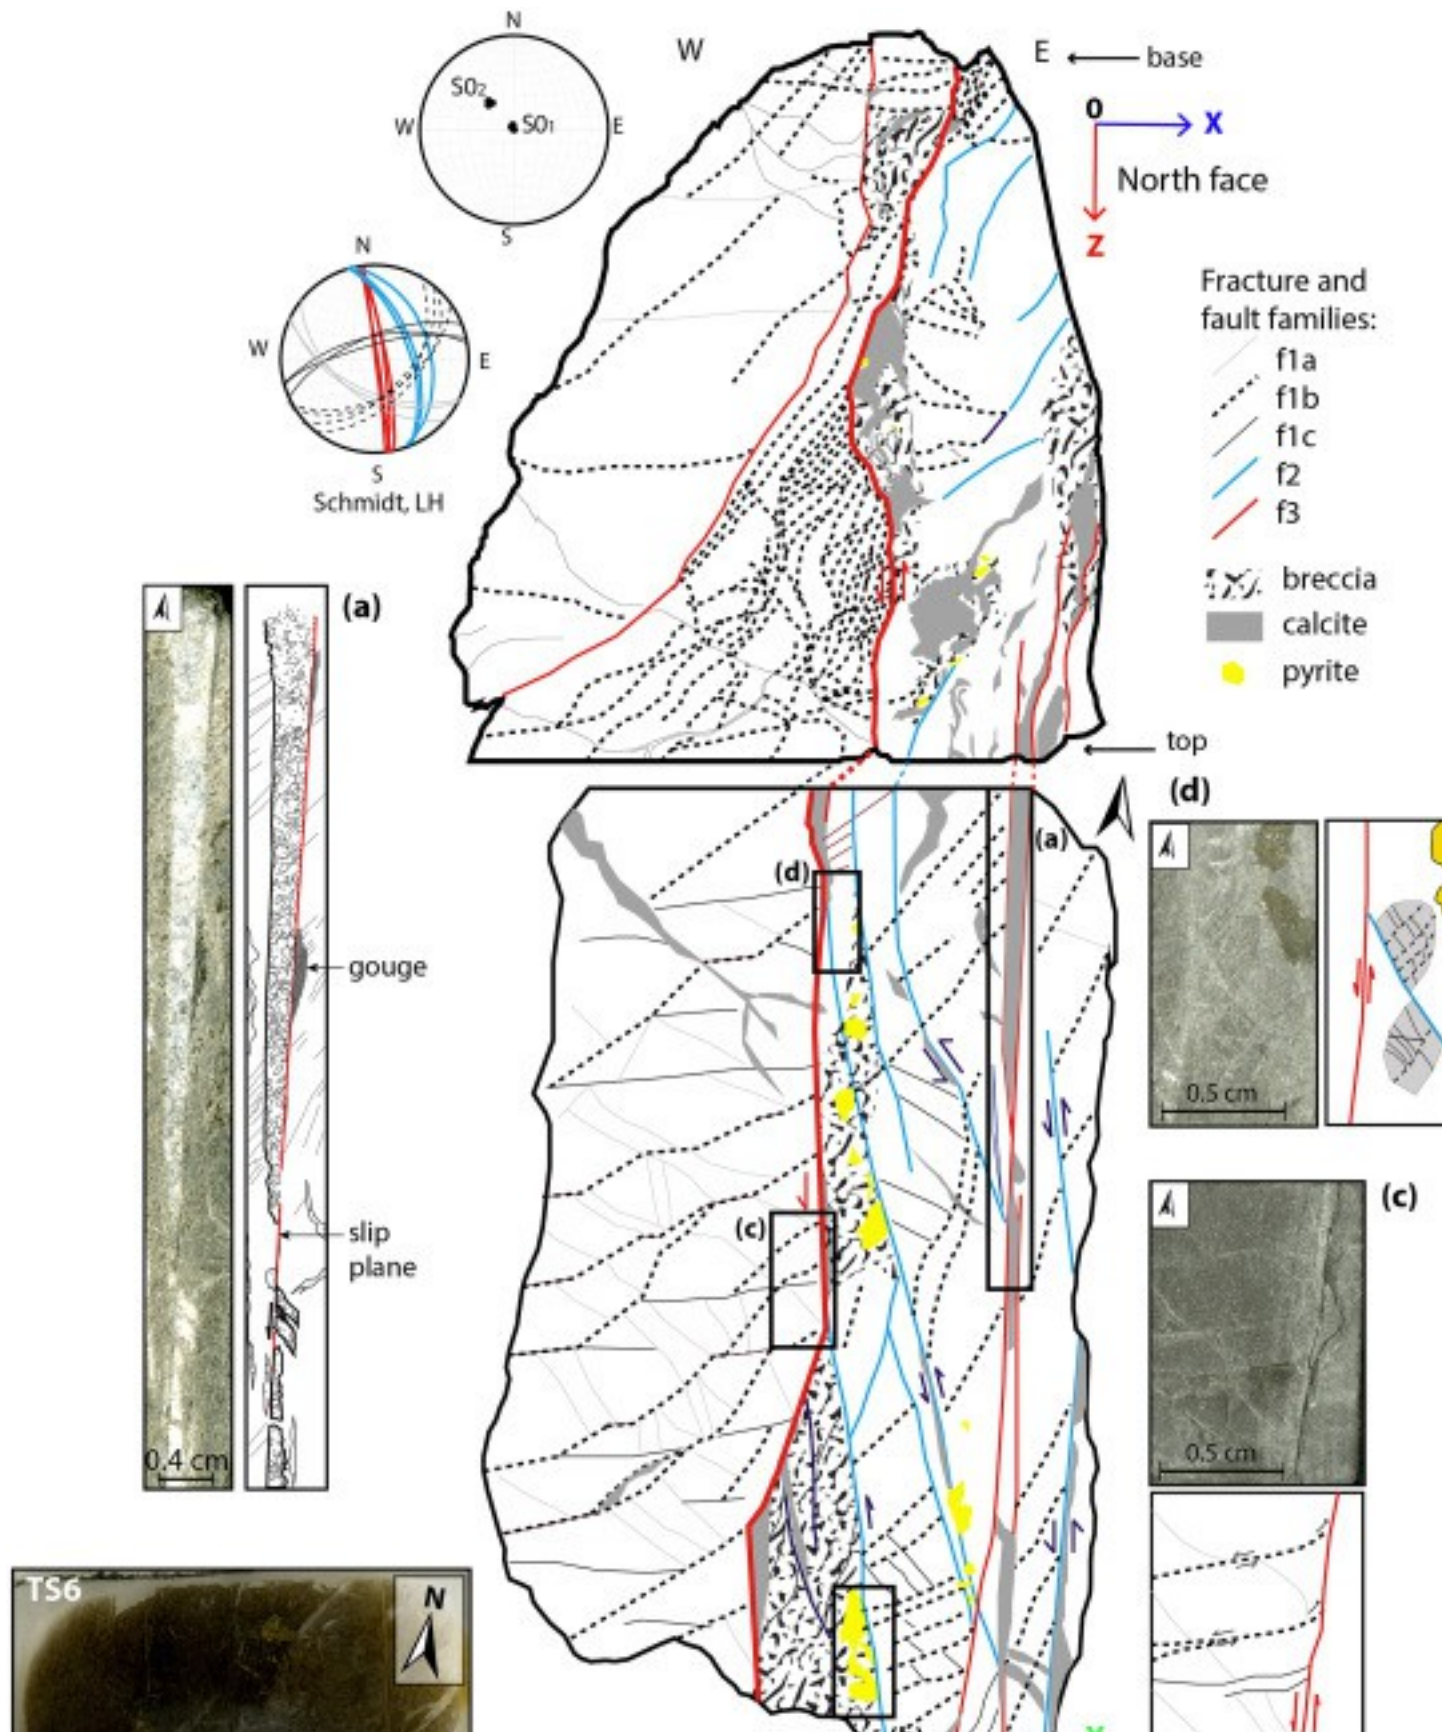 N
W
E
base
SO2
W
SO1
E
0
X
North face
S
Z
N
Fracture and
fault families:
W
E
f1a
f1b
f1c
S
f2
Schmidt, LH
f3
breccia
(a)
calcite
pyrite
top
(d)
(a)
(d)
gouge
0.5 cm
(c)
(c)
slip
plane
0.4 cm
0.5 cm
TS6
N